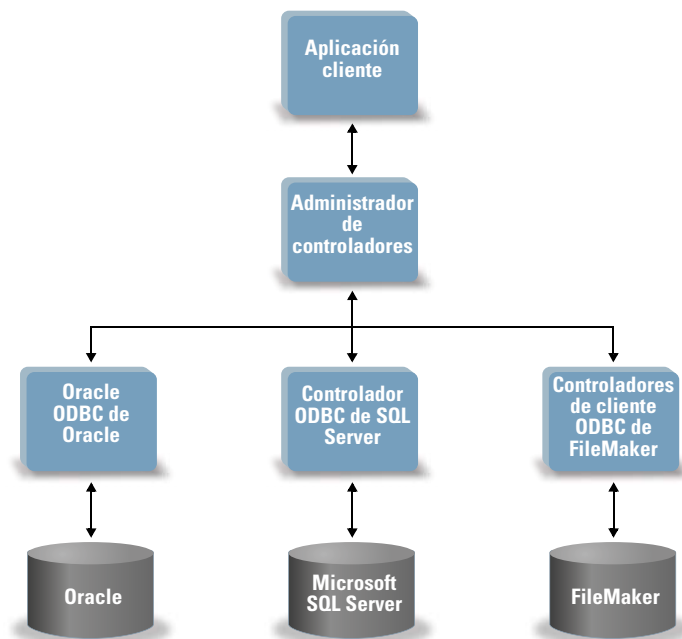 Aplicación
cliente
Administrador
de
controladores
Oracle
ODBC de
Oracle
Controlador
ODBC de SQL
Server
Controladores
de cliente
ODBC de
FileMaker
Oracle
Microsoft
SQL Server
FileMaker